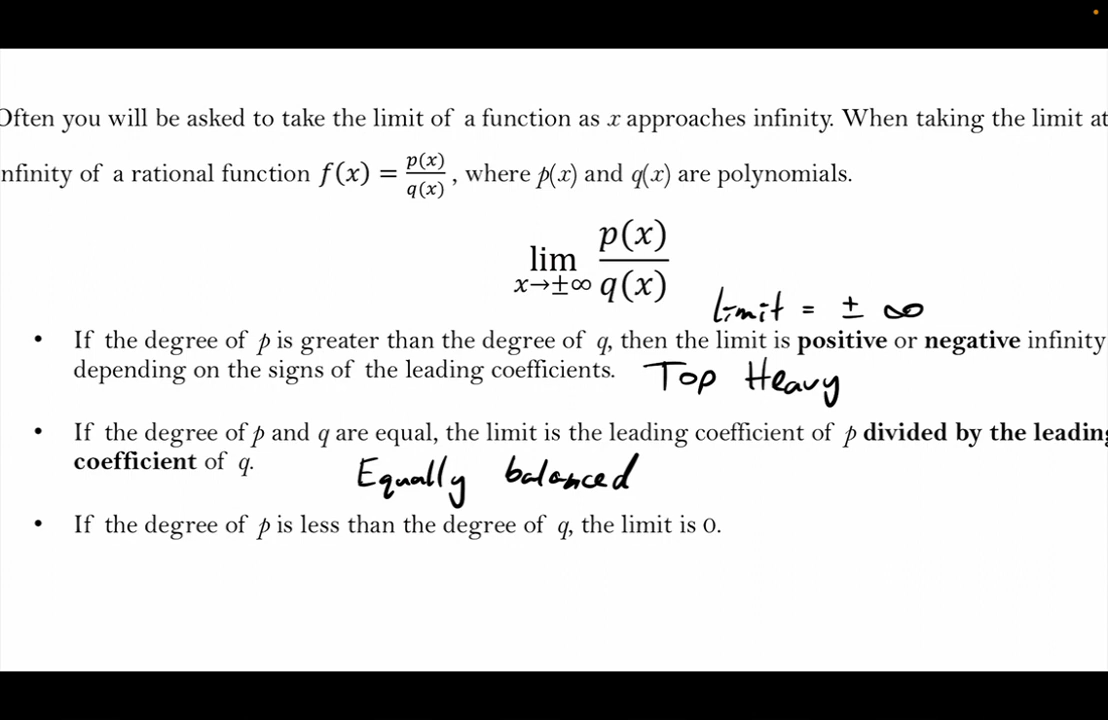 Often you will be asked to take the limit of a function as x approaches infinity. When taking the limit at
nfinity of a rational function f(x) = p(x)/q(x), where p(x) and q(x) are polynomials.
lim x→±∞ p(x)/q(x)
limit = ± ∞
• If the degree of p is greater than the degree of q, then the limit is positive or negative infinity
depending on the signs of the leading coefficients. Top Heavy
• If the degree of p and q are equal, the limit is the leading coefficient of p divided by the leading
coefficient of q. Equally balanced
• If the degree of p is less than the degree of q, the limit is 0.